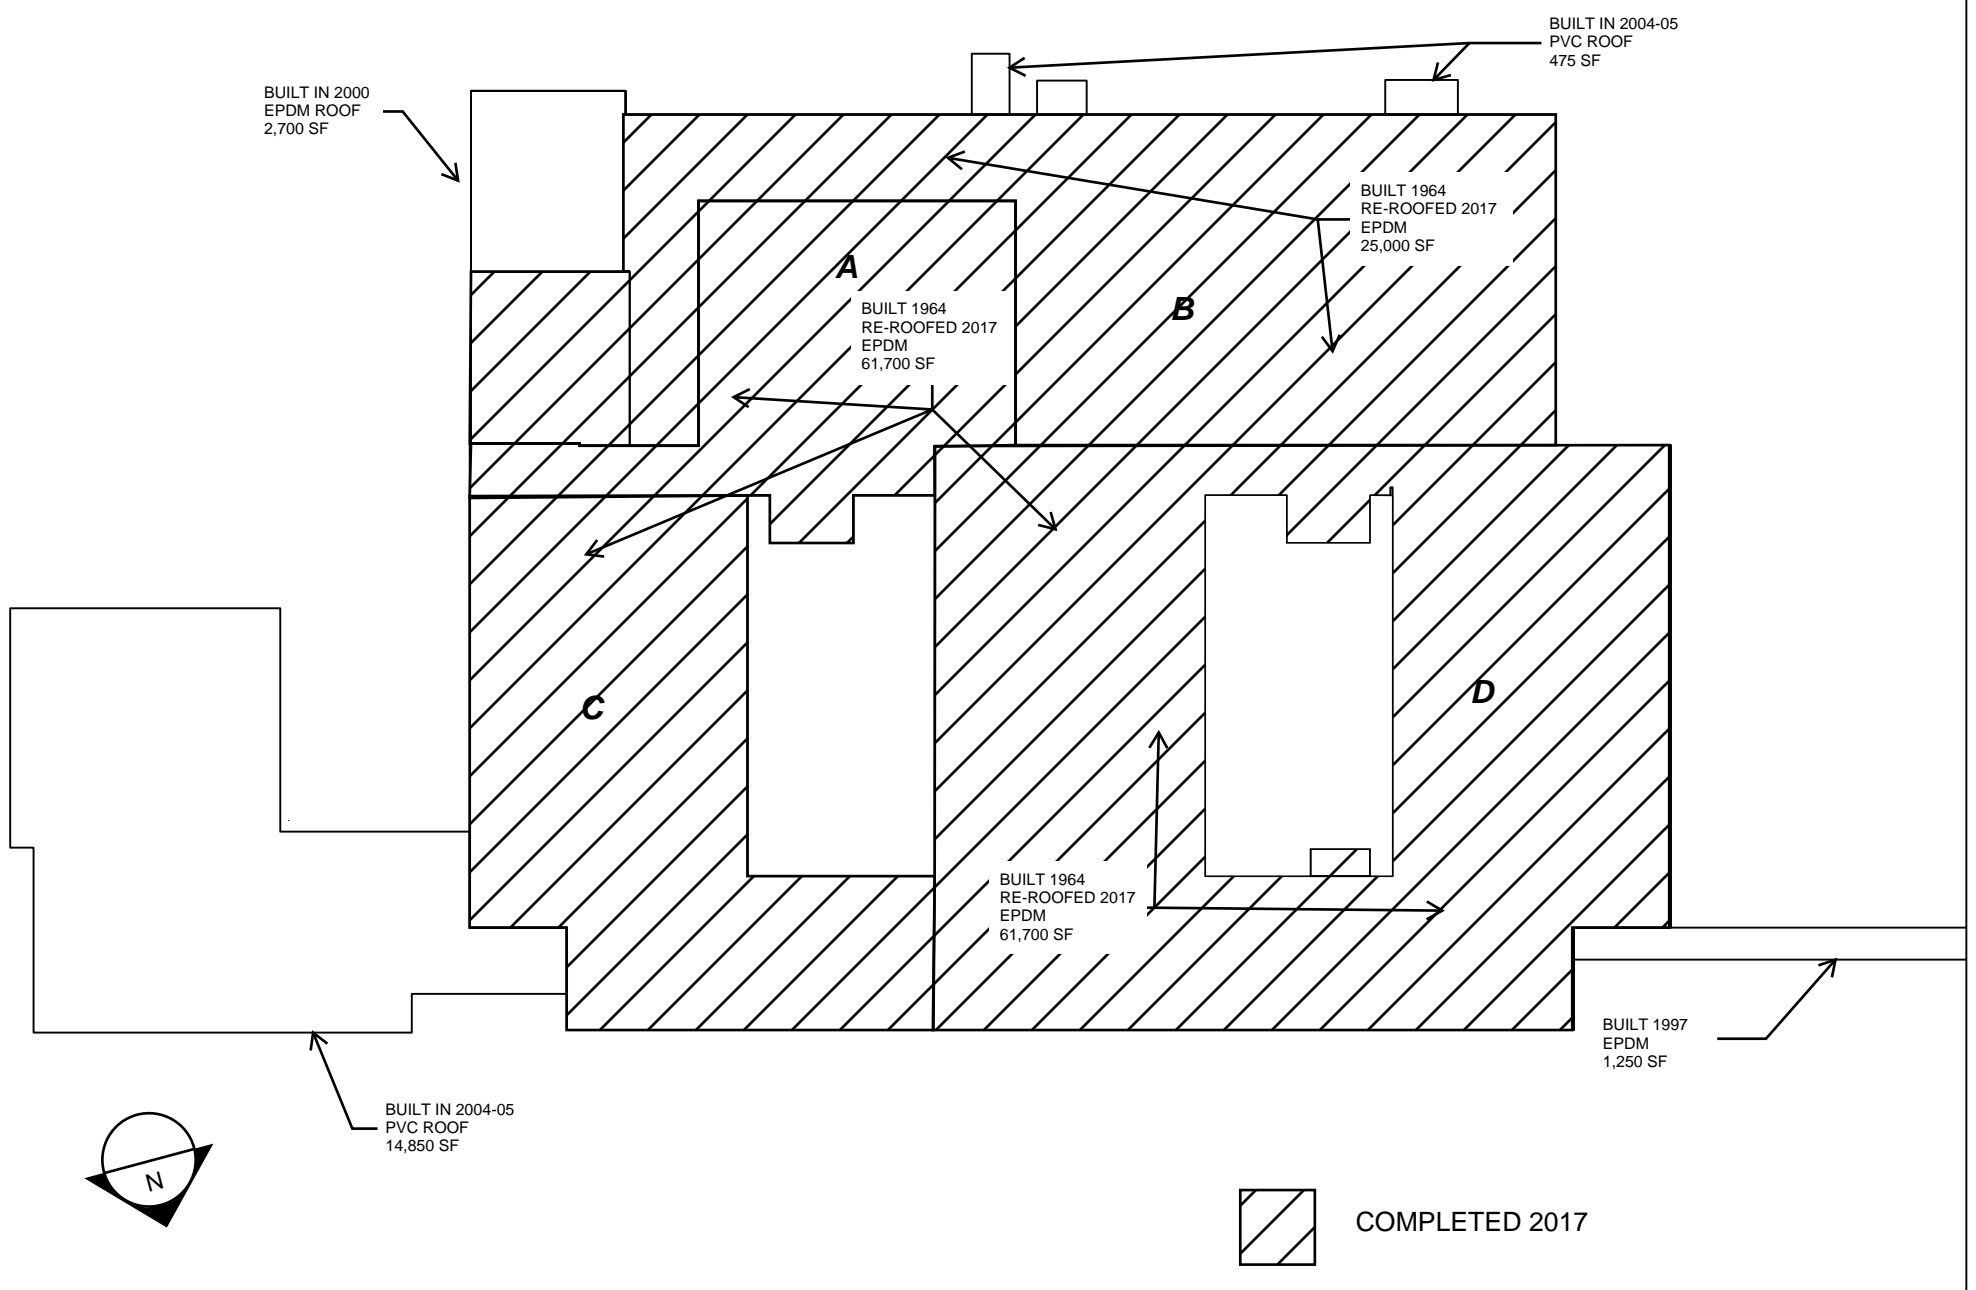 BUILT IN 2004-05
PVC ROOF
475 SF
BUILT IN 2000
EPDM ROOF
2,700 SF
BUILT 1964
RE-ROOFED 2017
EPDM
25,000 SF
A
B
BUILT 1964
RE-ROOFED 2017
EPDM
61,700 SF
C
D
BUILT 1964
RE-ROOFED 2017
EPDM
61,700 SF
BUILT 1997
EPDM
1,250 SF
BUILT IN 2004-05
PVC ROOF
14,850 SF
N
COMPLETED 2017